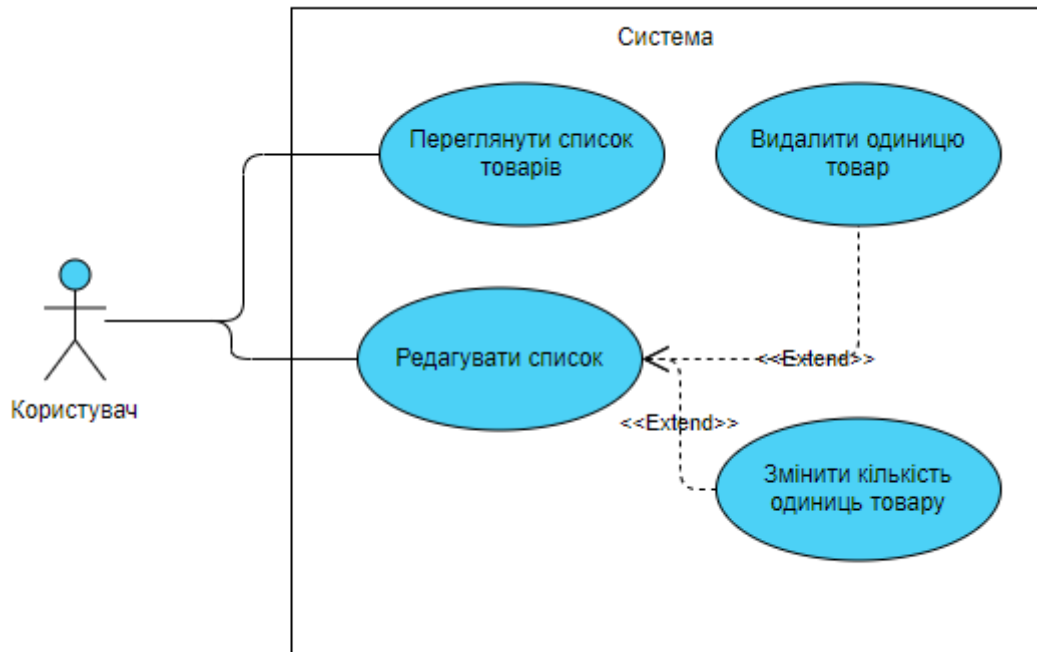 Система
Переглянути список
товарів
Видалити одиницю
товар
Редагувати список
<<Extend>>
<<Extend>>
Користувач
Змінити кількість
одиниць товару